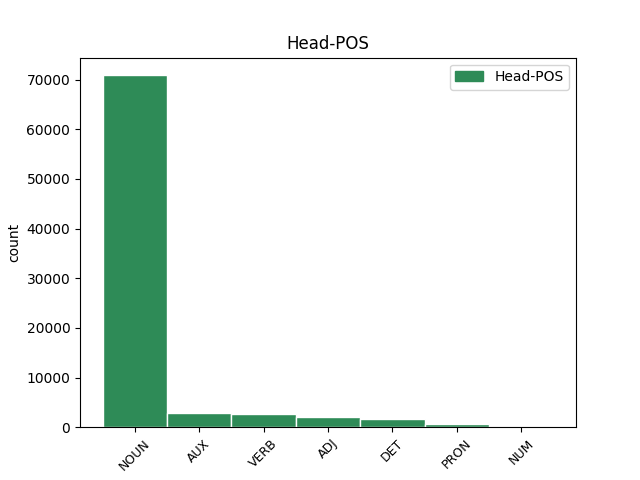 Head-POS
Head-POS
70000
60000
50000
40000
30000
20000
10000
0
count
NOUN
AUX
VERB
ADJ
DET
PRON
NUM